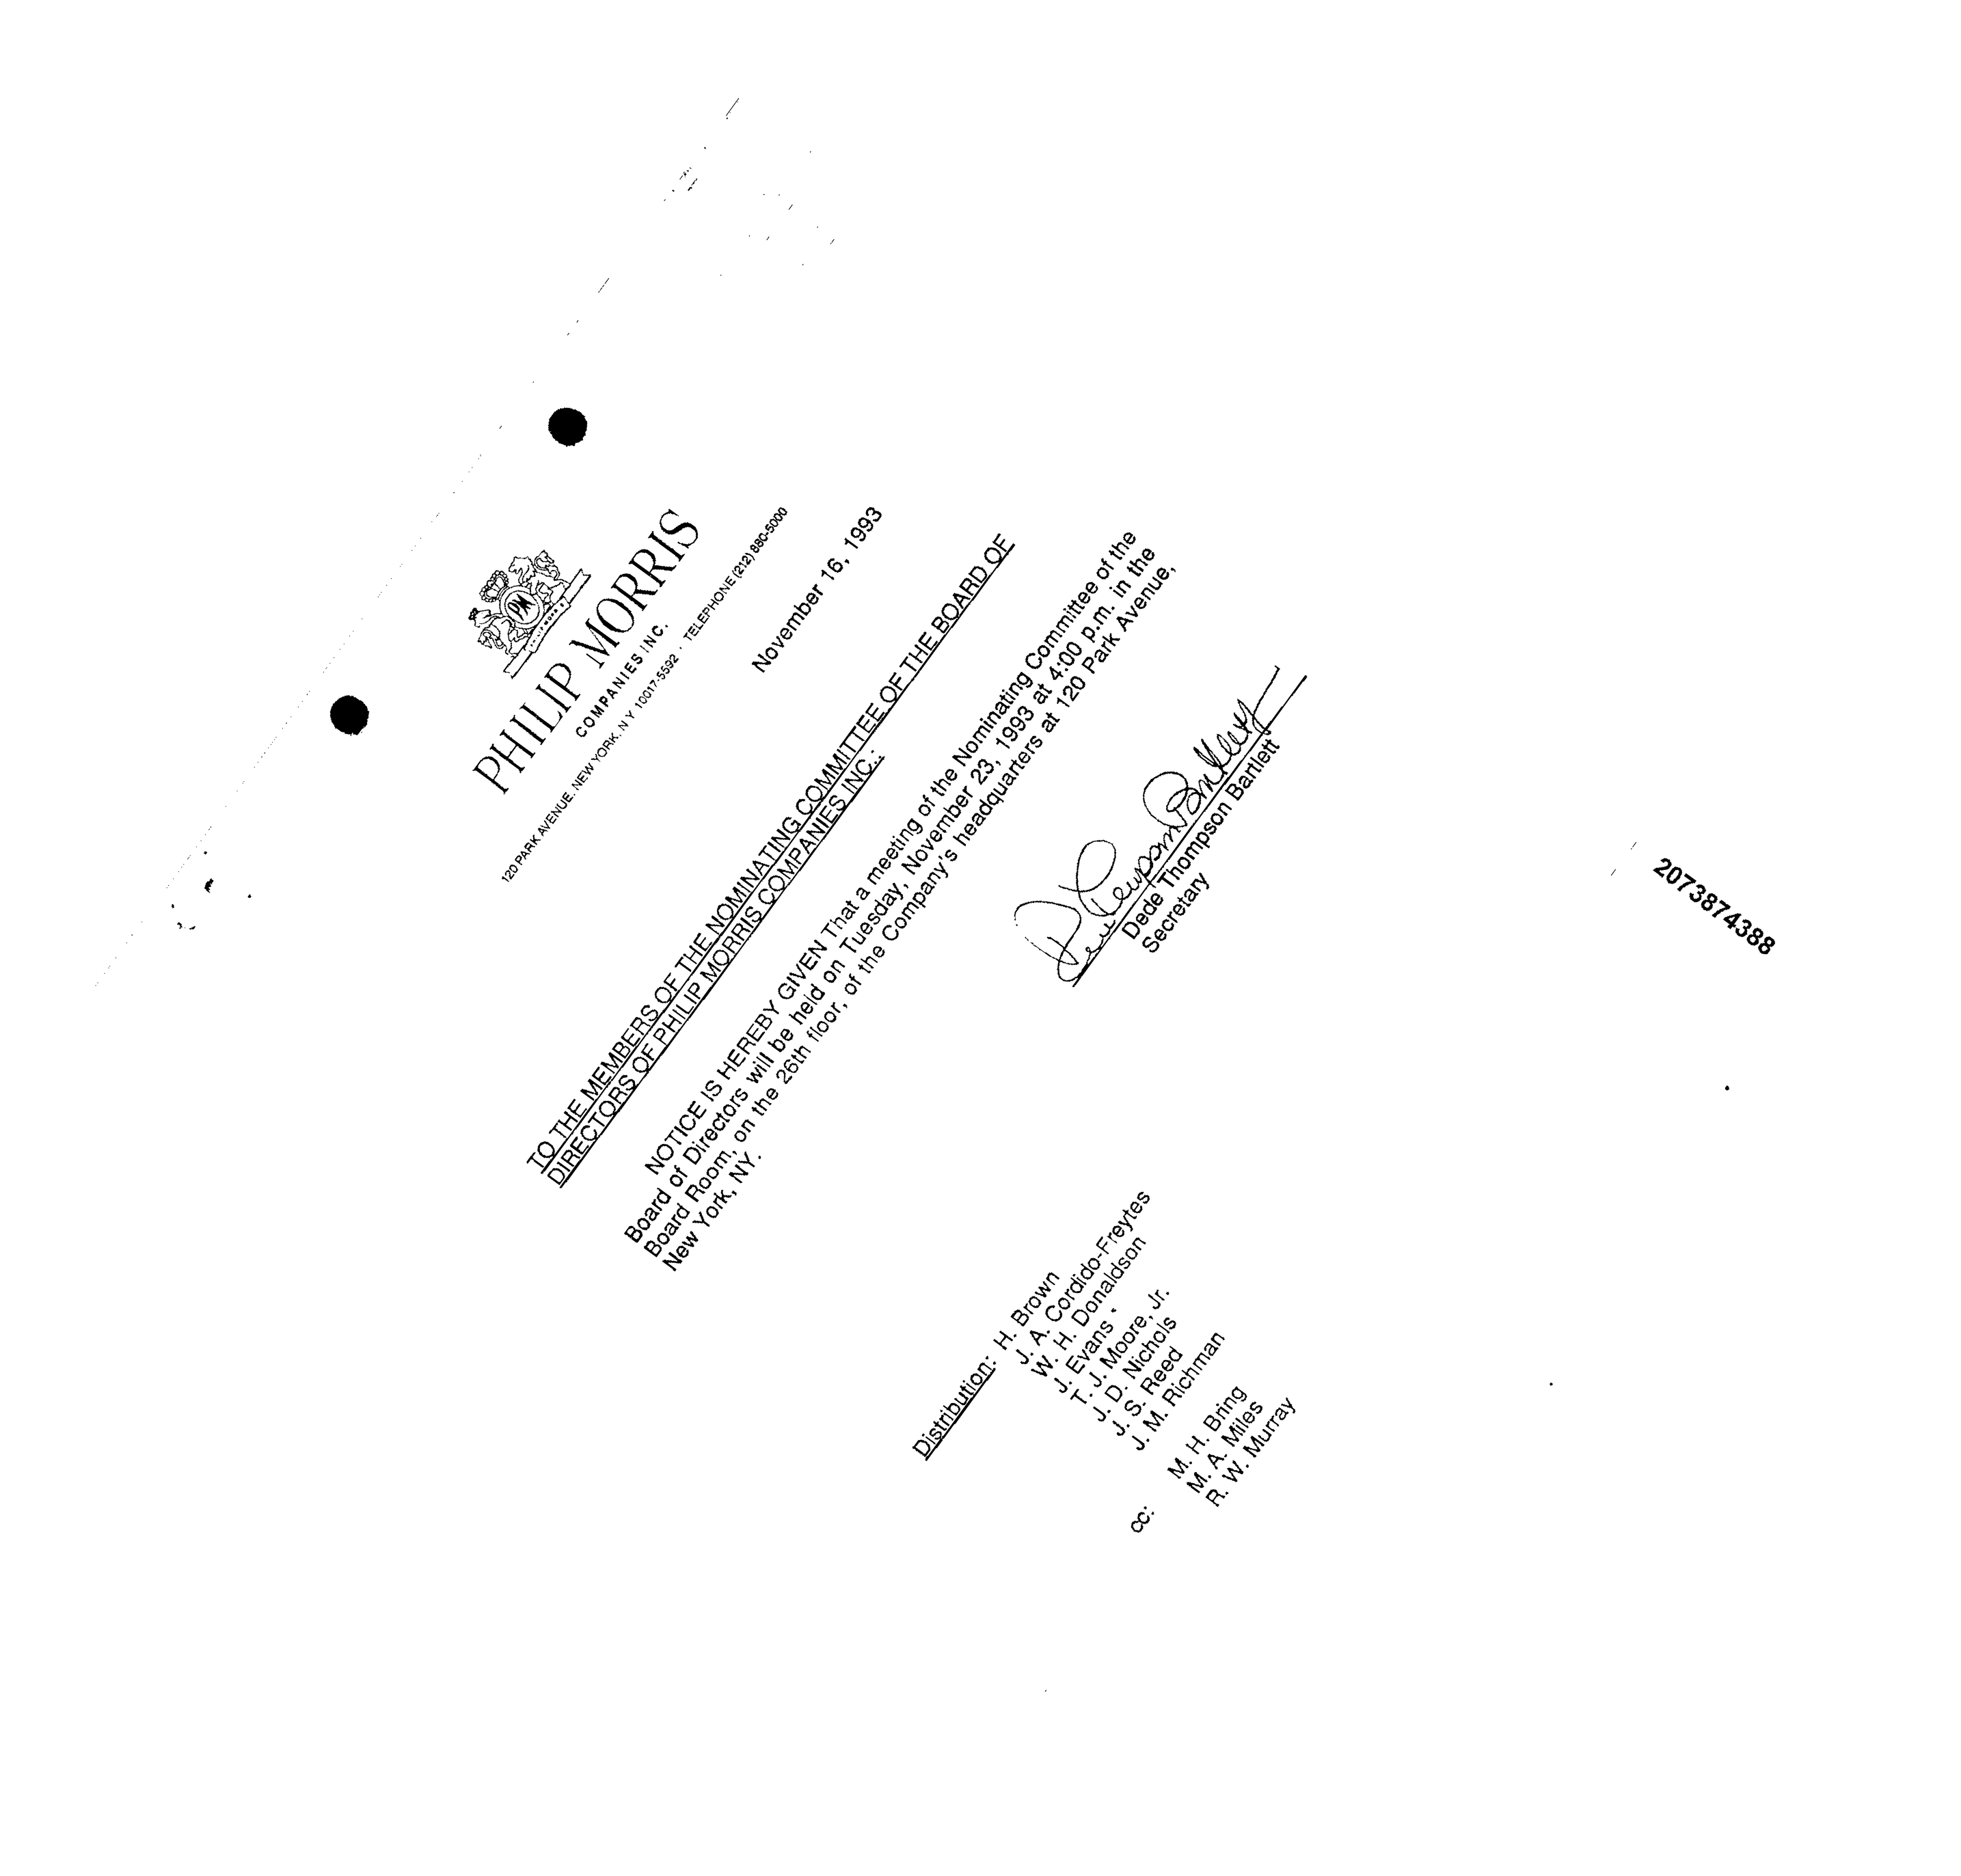 PHILIP MORRIS
COMPANIES INC.
120 PARK AVENUE, NEW YORK, N.Y. 10017-5592 · TELEPHONE (212) 880-5000
November 16, 1993
TO THE MEMBERS OF THE NOMINATING COMMITTEE OF THE BOARD OF
DIRECTORS OF PHILIP MORRIS COMPANIES INC.:
NOTICE IS HEREBY GIVEN That a meeting of the Nominating Committee of the
Board of Directors will be held on Tuesday, November 23, 1993 at 4:00 p.m. in the
Board Room, on the 26th floor, of the Company's headquarters at 120 Park Avenue,
New York, NY.
Dede Thompson Bartlett
Dede Thompson Bartlett
Secretary
Distribution: H. Brown
J. A. Cordido-Freytes
W. H. Donaldson
J. Evans
T. J. Moore, Jr.
J. D. Nichols
J. S. Reed
J. M. Richman
cc: M. H. Bring
M. A. Miles
R. W. Murray
2073874388